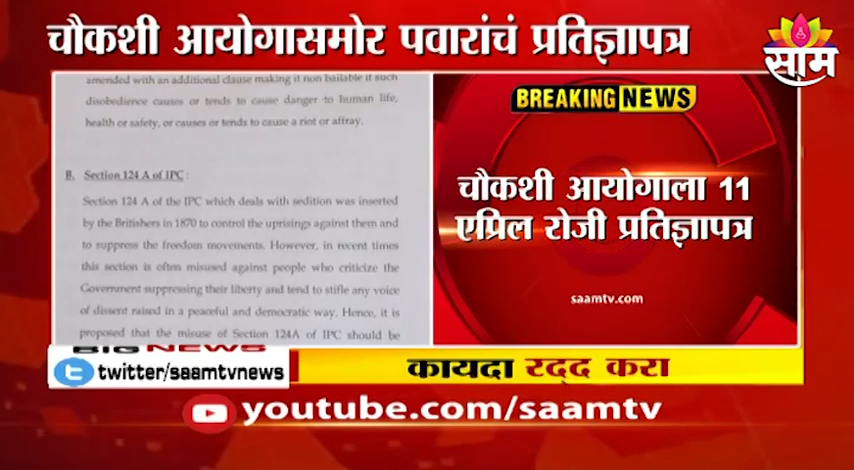 चौकशी आयोगासमोर पवारांचं प्रतिज्ञापत्र
साम
amended with an additional clause making it non bailable it such
disobedience causes or tends to cause danger to human life,
health or safety, or causes or tends to cause a riot or affray.
B. Section 124 A of IPC :
Section 124 A of the IPC which deals with sedition was inserted
by the Britishers in 1870 to control the uprisings against them and
to suppress the freedom movements. However, in recent times
this section is often misused against people who criticize the
Government suppressing their liberty and tend to stifle any voice
of dissent raised in a peaceful and democratic way. Hence, it is
proposed that the misuse of Section 124A of IPC should be
BREAKING NEWS
चौकशी आयोगाला 11
एप्रिल रोजी प्रतिज्ञापत्र
saamtv.com
BIG NEWS
twitter/saamtvnews
कायदा रद्द करा
youtube.com/saamtv